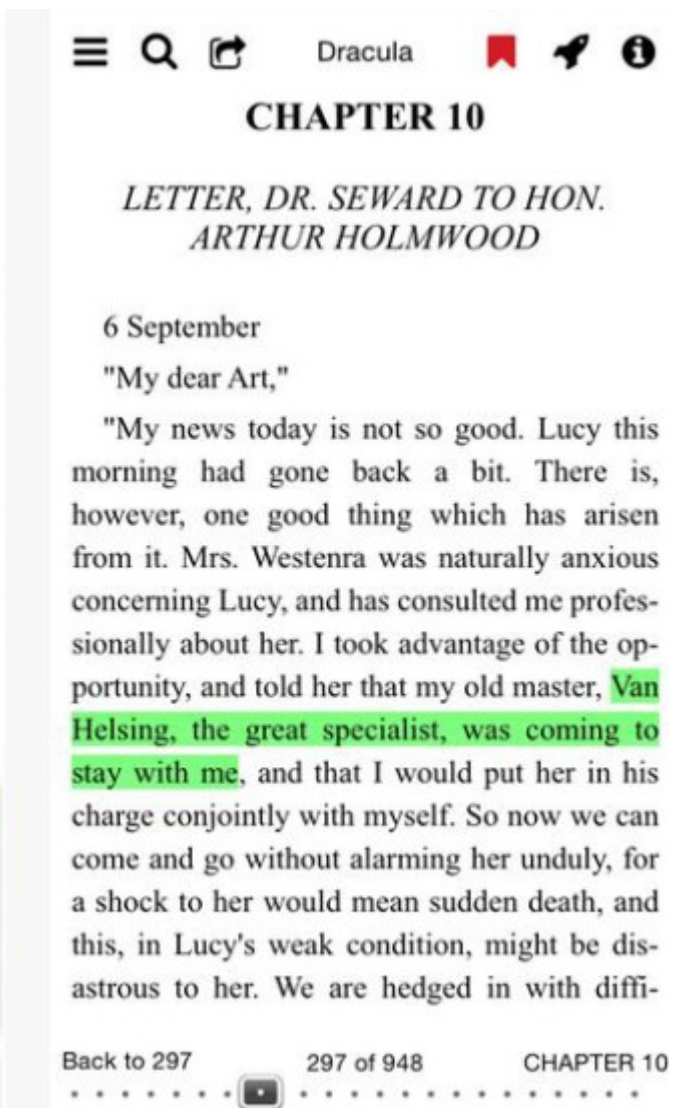 Dracula
CHAPTER 10
LETTER, DR. SEWARD TO HON.
ARTHUR HOLMWOOD
6 September
"My dear Art,"
"My news today is not so good. Lucy this
morning had gone back a bit. There is,
however, one good thing which has arisen
from it. Mrs. Westenra was naturally anxious
concerning Lucy, and has consulted me profes-
sionally about her. I took advantage of the op-
portunity, and told her that my old master, Van
Helsing, the great specialist, was coming to
stay with me, and that I would put her in his
charge conjointly with myself. So now we can
come and go without alarming her unduly, for
a shock to her would mean sudden death, and
this, in Lucy's weak condition, might be dis-
astrous to her. We are hedged in with diffi-
Back to 297 297 of 948 CHAPTER 10